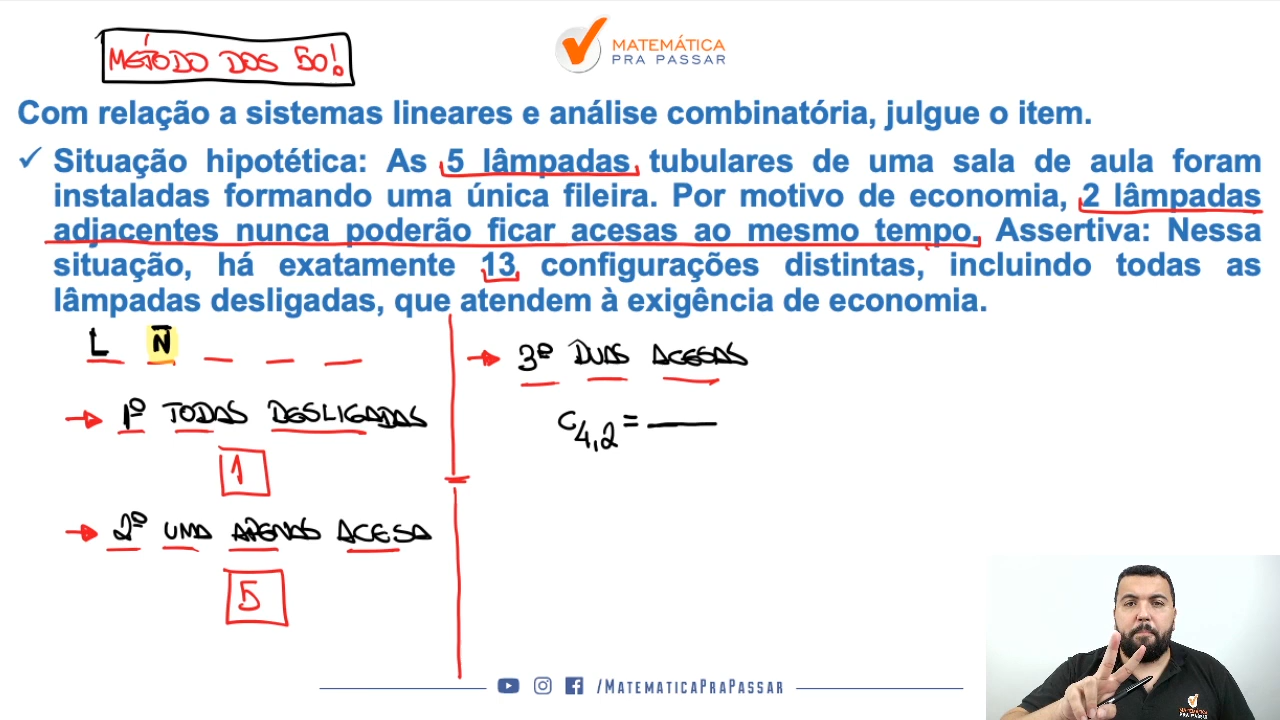 MÉTODO DOS 50!
MATEMÁTICA
PRA PASSAR
Com relação a sistemas lineares e análise combinatória, julgue o item.
✓ Situação hipotética: As 5 lâmpadas tubulares de uma sala de aula foram
instaladas formando uma única fileira. Por motivo de economia, 2 lâmpadas
adjacentes nunca poderão ficar acesas ao mesmo tempo. Assertiva: Nessa
situação, há exatamente 13 configurações distintas, incluindo todas as
lâmpadas desligadas, que atendem à exigência de economia.
L N
1º TODAS DESLIGADAS
1
2º UMA APENAS ACESA
5
3º DUAS ACESAS
C4,2 =
/MATEMATICAPRAPASSAR
MATEMÁTICA
PRA PASSAR